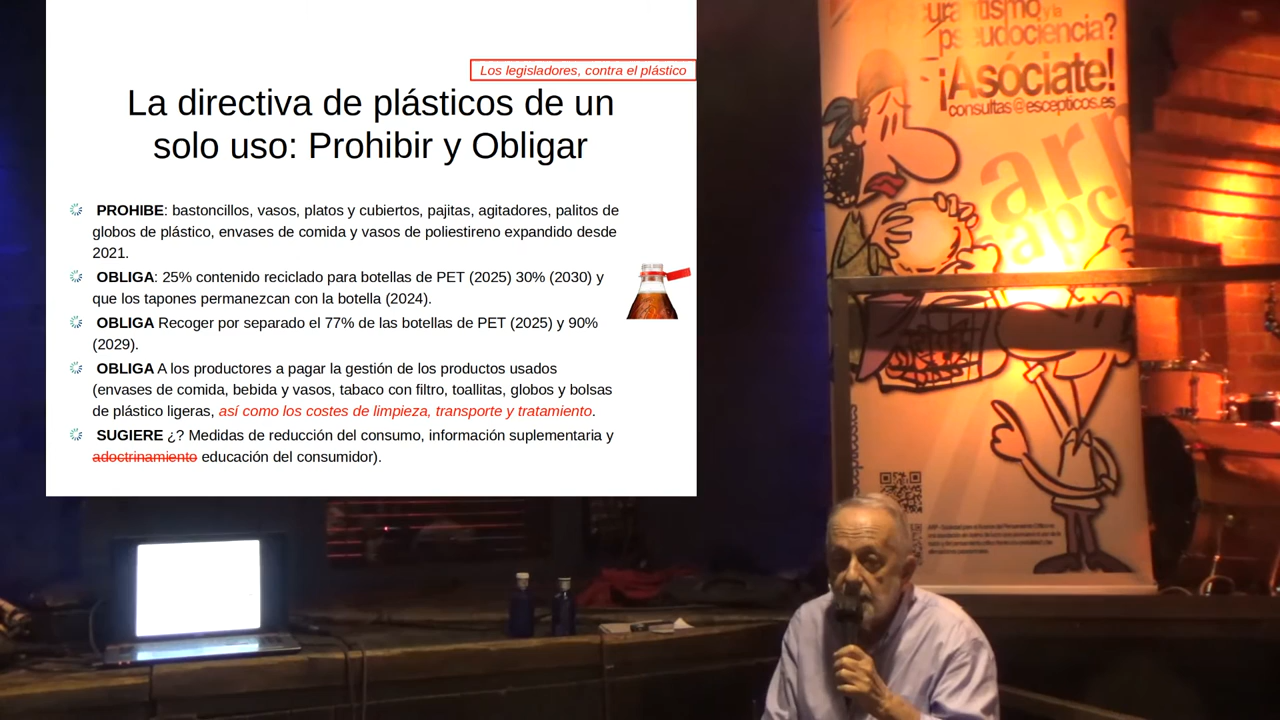 Los legisladores, contra el plástico
La directiva de plásticos de un
solo uso: Prohibir y Obligar
PROHIBE: bastoncillos, vasos, platos y cubiertos, pajitas, agitadores, palitos de
globos de plástico, envases de comida y vasos de poliestireno expandido desde
2021.
OBLIGA: 25% contenido reciclado para botellas de PET (2025) 30% (2030) y
que los tapones permanezcan con la botella (2024).
OBLIGA Recoger por separado el 77% de las botellas de PET (2025) y 90%
(2029).
OBLIGA A los productores a pagar la gestión de los productos usados
(envases de comida, bebida y vasos, tabaco con filtro, toallitas, globos y bolsas
de plástico ligeras, así como los costes de limpieza, transporte y tratamiento.
SUGIERE ¿? Medidas de reducción del consumo, información suplementaria y
adoctrinamiento educación del consumidor).
y la
pseudociencia?
¡Asóciate!
consultas@escepticos.es
arp
sapc